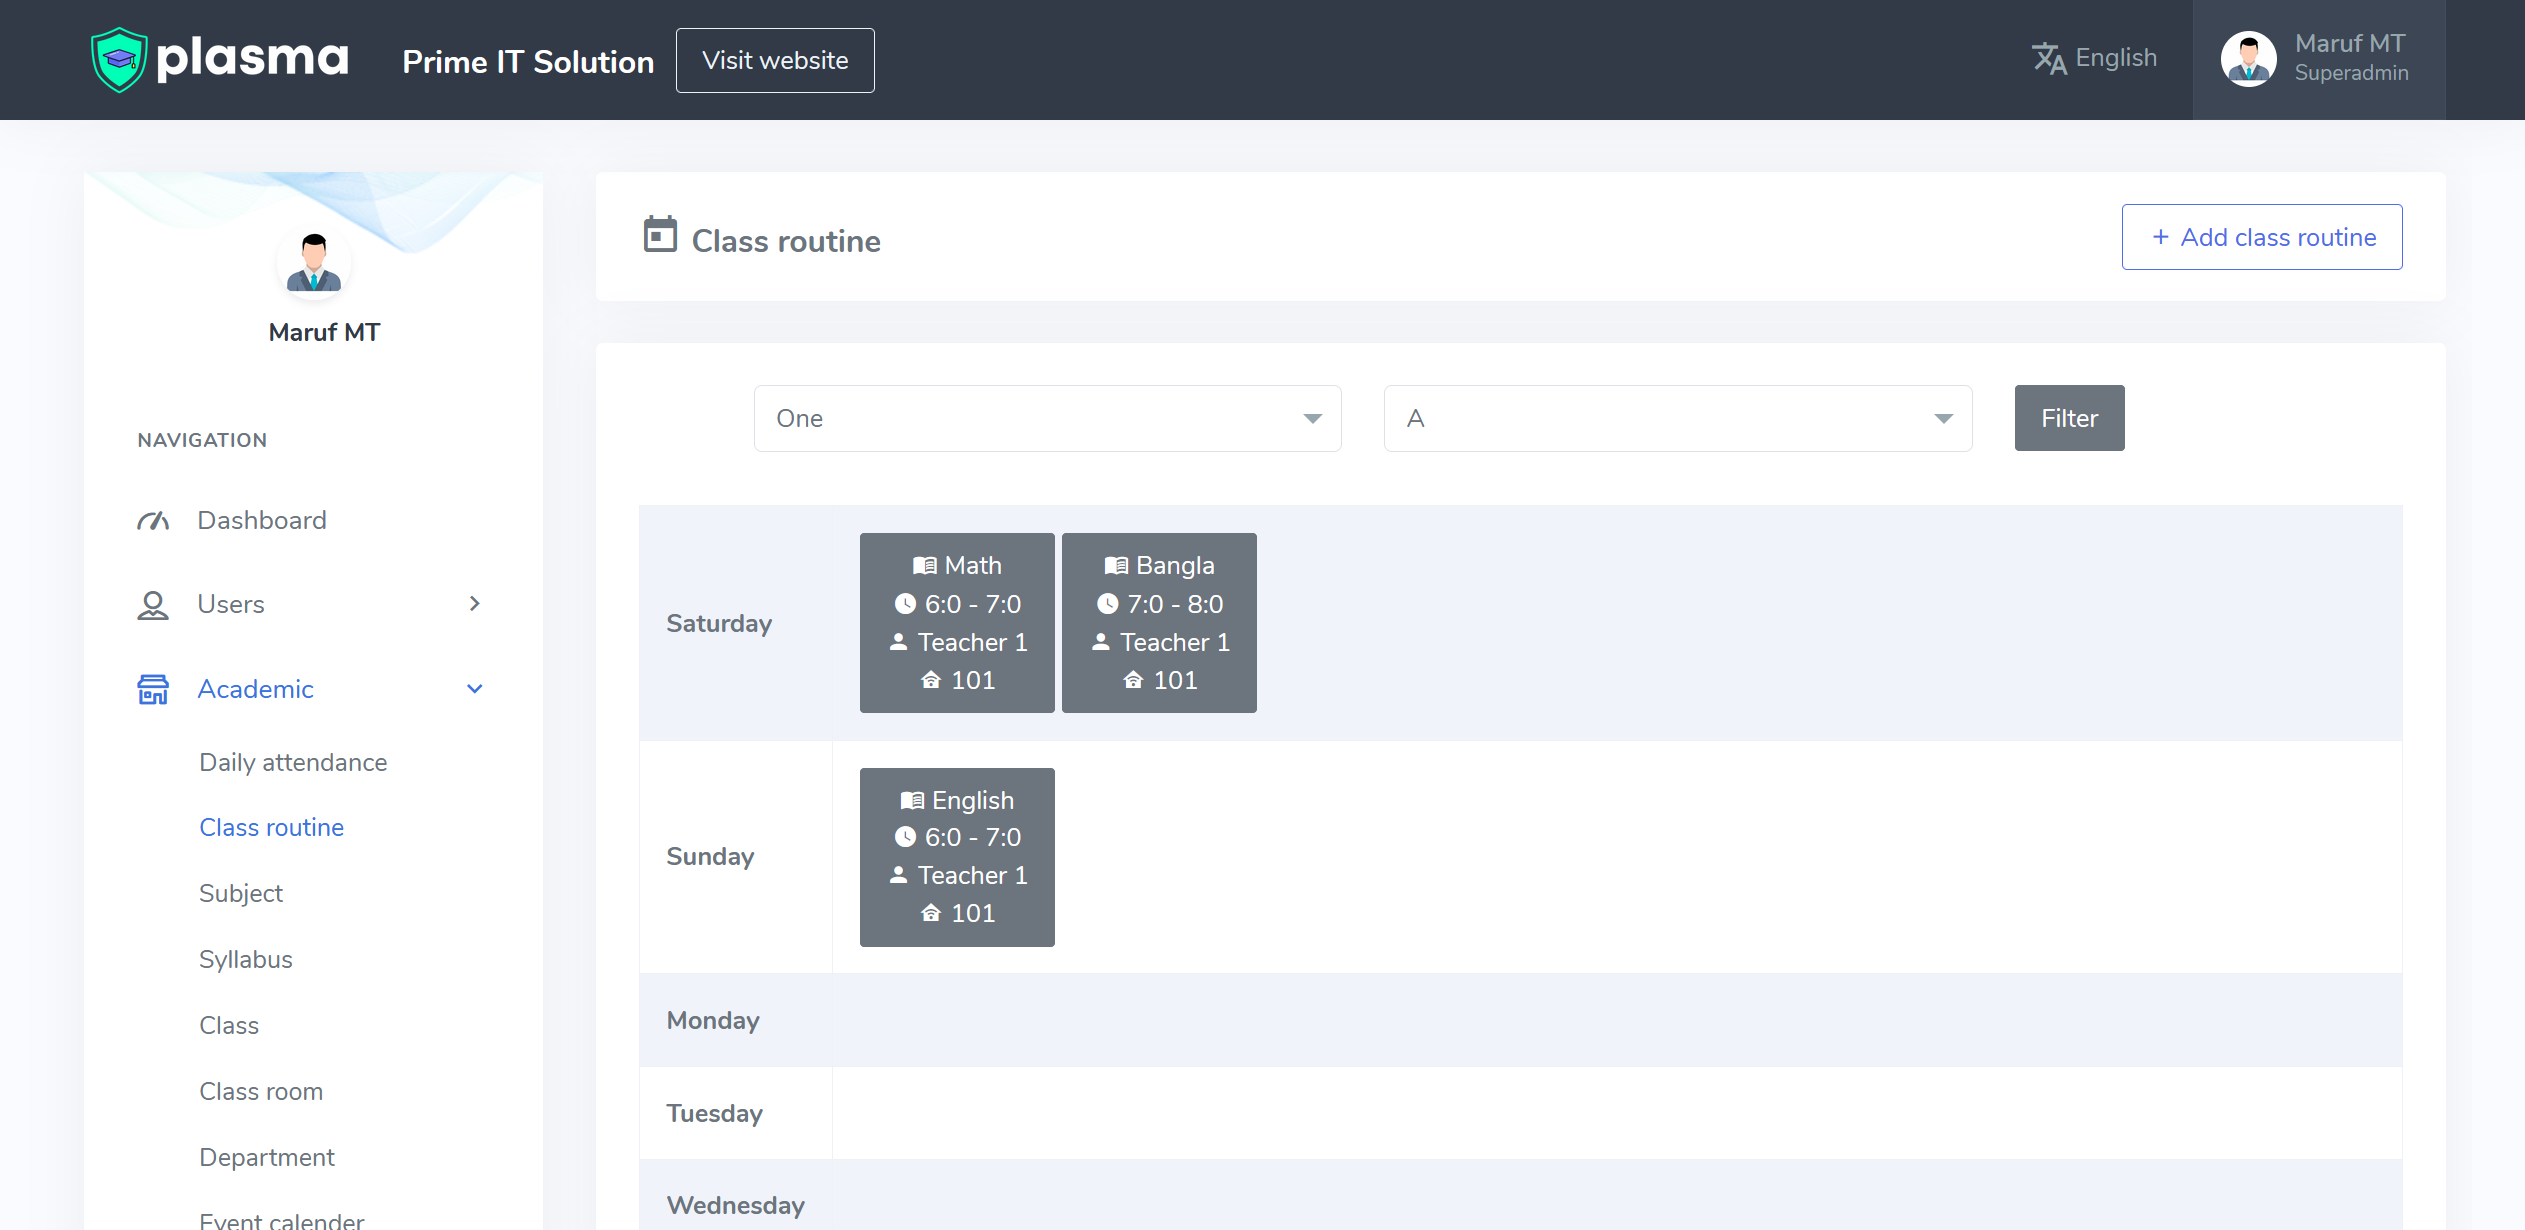 plasma
Prime IT Solution
Visit website
English
Maruf MT
Superadmin
Maruf MT
NAVIGATION
Dashboard
Users
Academic
Daily attendance
Class routine
Subject
Syllabus
Class
Class room
Department
Event calender
Class routine
+ Add class routine
One
A
Filter
Saturday
Math
6:0 - 7:0
Teacher 1
101
Bangla
7:0 - 8:0
Teacher 1
101
Sunday
English
6:0 - 7:0
Teacher 1
101
Monday
Tuesday
Wednesday